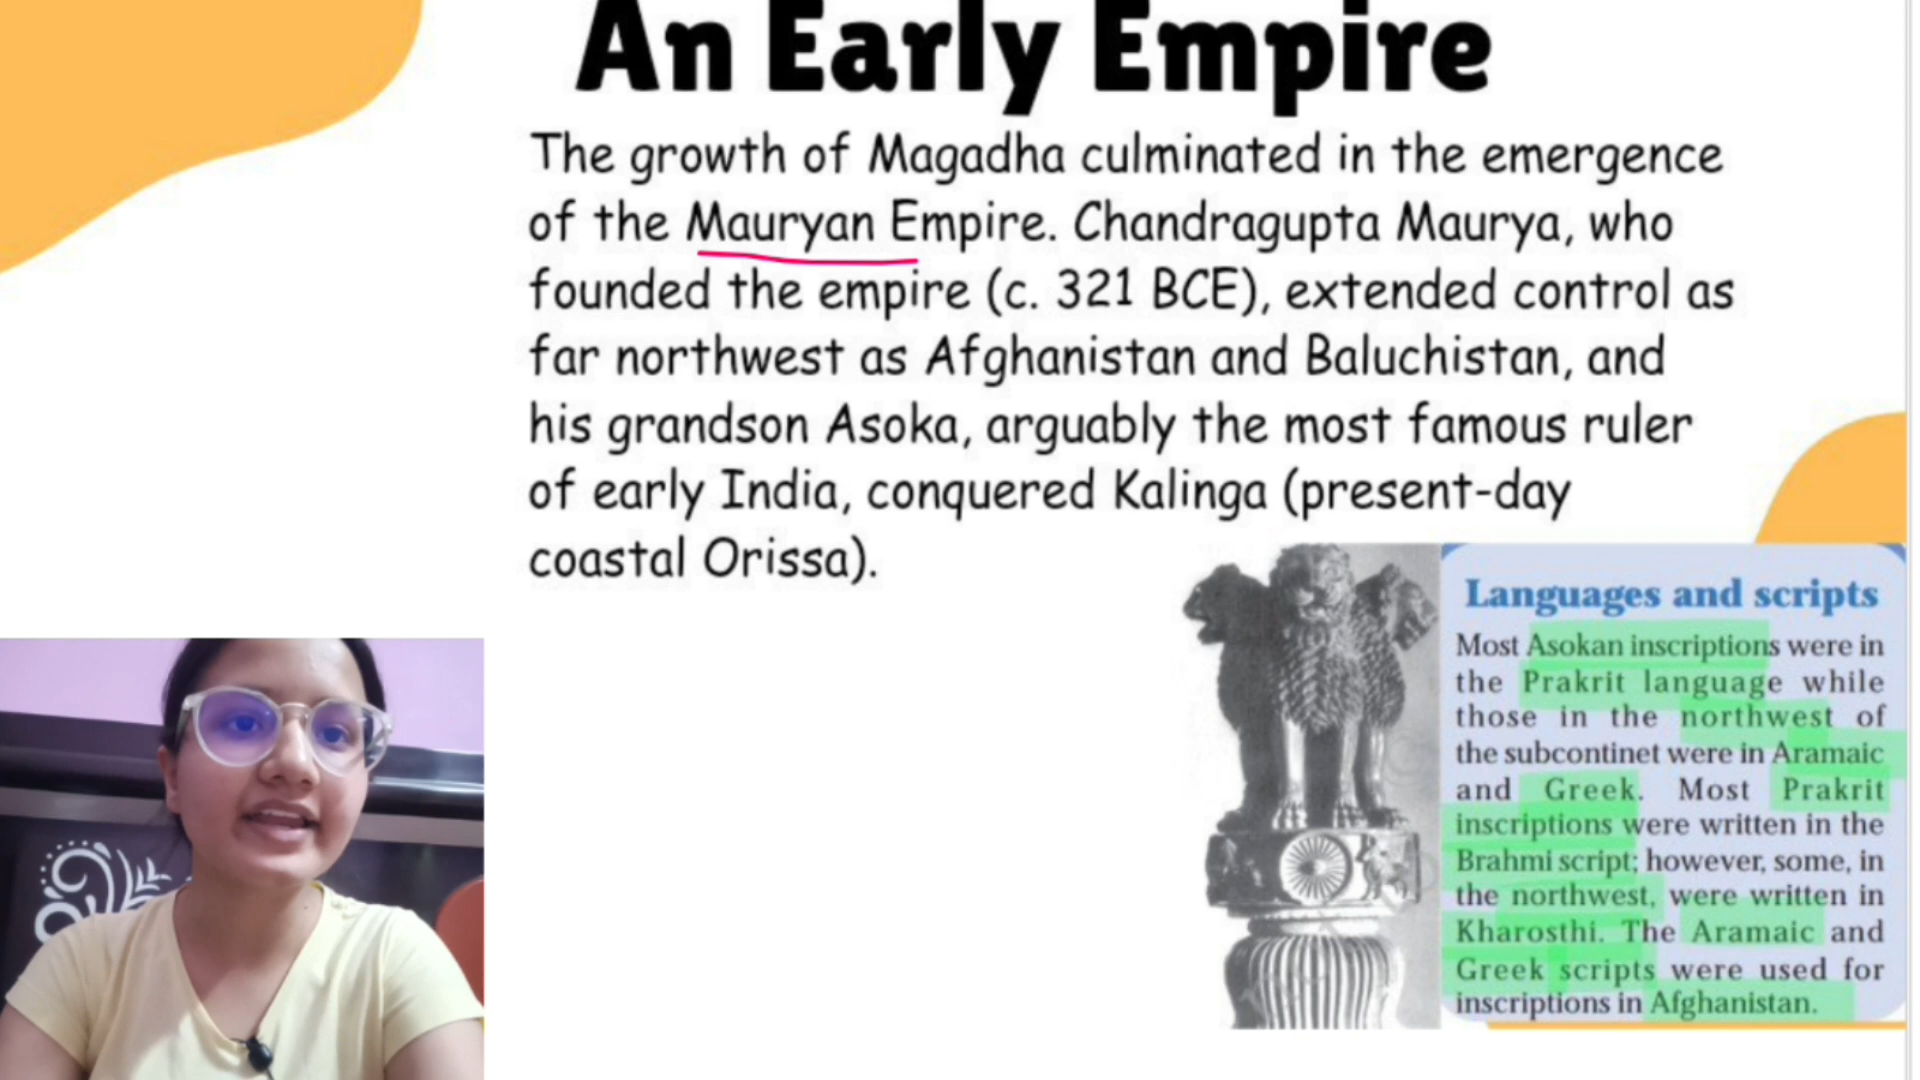 An Early Empire
The growth of Magadha culminated in the emergence
of the Mauryan Empire. Chandragupta Maurya, who
founded the empire (c. 321 BCE), extended control as
far northwest as Afghanistan and Baluchistan, and
his grandson Asoka, arguably the most famous ruler
of early India, conquered Kalinga (present-day
coastal Orissa).
Languages and scripts
Most Asokan inscriptions were in
the Prakrit language while
those in the northwest of
the subcontinet were in Aramaic
and Greek. Most Prakrit
inscriptions were written in the
Brahmi script; however, some, in
the northwest, were written in
Kharosthi. The Aramaic and
Greek scripts were used for
inscriptions in Afghanistan.